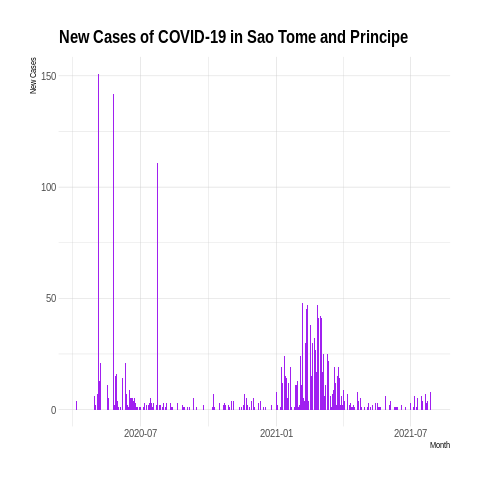 New Cases of COVID-19 in Sao Tome and Principe
New Cases
150
100
50
0
2020-07
2021-01
2021-07
Month